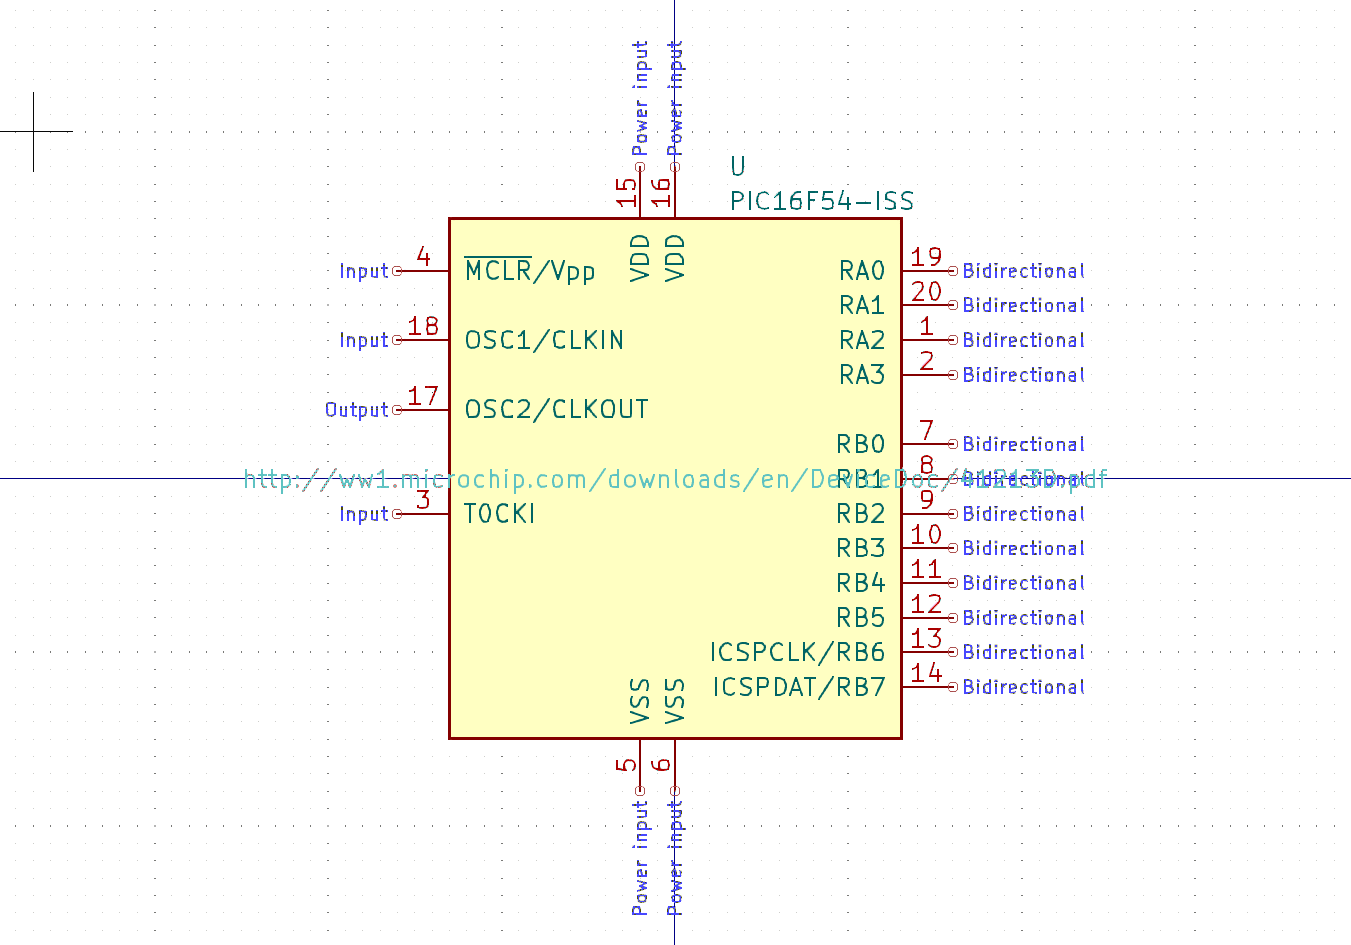 Power input
Power input
15
16
U
PIC16F54-ISS
VDD
VDD
Input 4 MCLR/Vpp
RA0 19 Bidirectional
RA1 20 Bidirectional
Input 18 OSC1/CLKIN
RA2 1 Bidirectional
RA3 2 Bidirectional
Output 17 OSC2/CLKOUT
RB0 7 Bidirectional
http://ww1.microchip.com/downloads/en/DeviceDoc/41213D.pdf
RB1 8 Bidirectional
Input 3 T0CKI
RB2 9 Bidirectional
RB3 10 Bidirectional
RB4 11 Bidirectional
RB5 12 Bidirectional
ICSPCLK/RB6 13 Bidirectional
ICSPDAT/RB7 14 Bidirectional
VSS
VSS
5
6
Power input
Power input